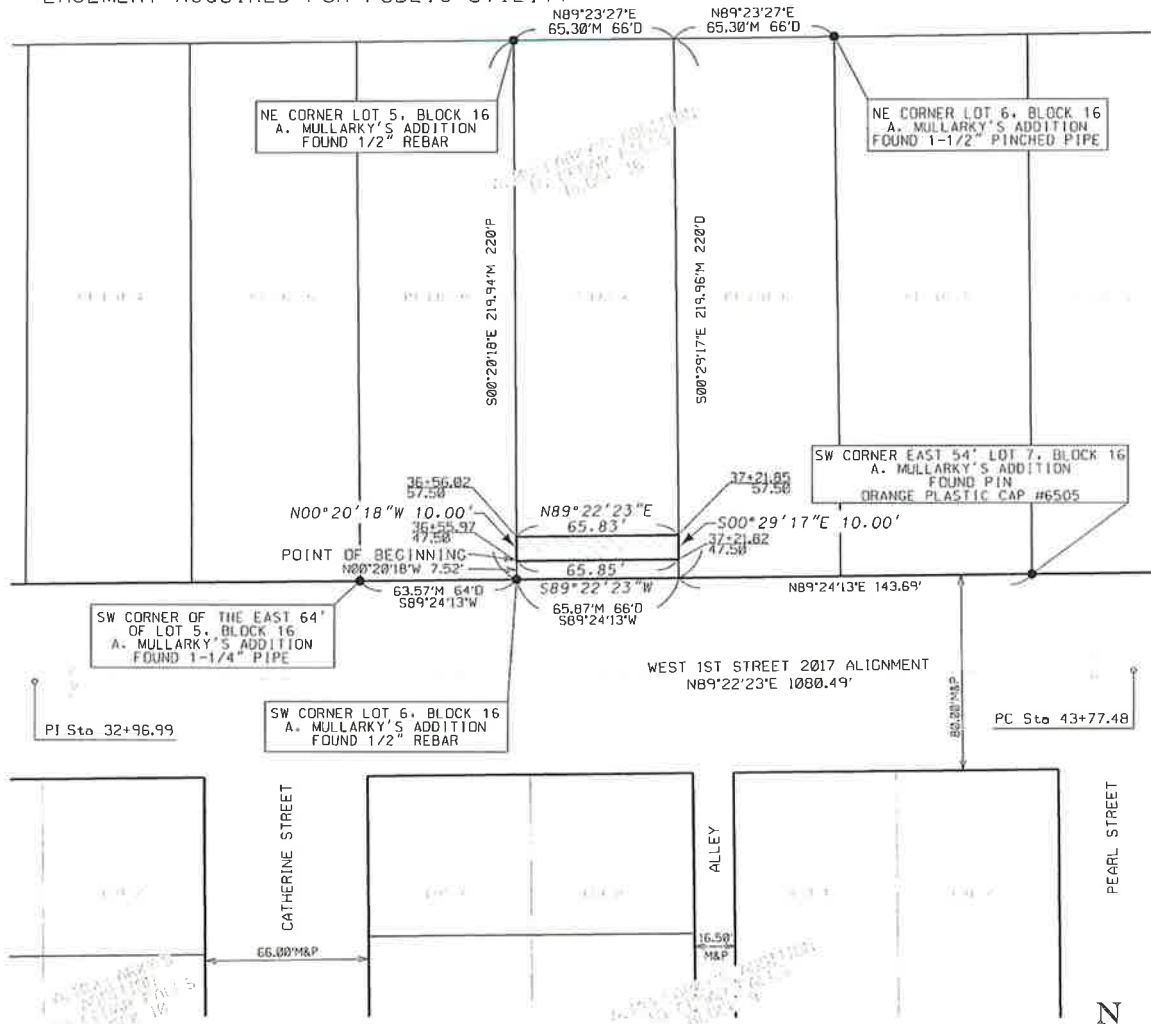 N89°23'27"E
65.30'M 66'D
N89°23'27"E
65.30'M 66'D
NE CORNER LOT 5, BLOCK 16
A. MULLARKY'S ADDITION
FOUND 1/2" REBAR
NE CORNER LOT 6, BLOCK 16
A. MULLARKY'S ADDITION
FOUND 1-1/2" PINCHED PIPE
S00°20'18"E 219.94'M 220'P
S00°29'17"E 219.96'M 220'D
SW CORNER EAST 54' LOT 7, BLOCK 16
A. MULLARKY'S ADDITION
FOUND PIN
ORANGE PLASTIC CAP #6505
36+56.02
57.50
37+21.85
57.50
N00°20'18"W 10.00'
N89°22'23"E
65.83'
S00°29'17"E 10.00'
36+55.97
47.50
37+21.82
47.50
POINT OF BEGINNING
N00°20'18"W 7.52'
65.85'
S89°22'23"W
63.57'M 64'D
S89°24'13"W
65.87'M 66'D
S89°24'13"W
N89°24'13"E 143.69'
SW CORNER OF THE EAST 64'
OF LOT 5, BLOCK 16
A. MULLARKY'S ADDITION
FOUND 1-1/4" PIPE
WEST 1ST STREET 2017 ALIGNMENT
N89°22'23"E 1080.49'
80.00'M&P
PI Sta 32+96.99
SW CORNER LOT 6, BLOCK 16
A. MULLARKY'S ADDITION
FOUND 1/2" REBAR
PC Sta 43+77.48
CATHERINE STREET
ALLEY
PEARL STREET
66.00'M&P
16.50'
M&P
N